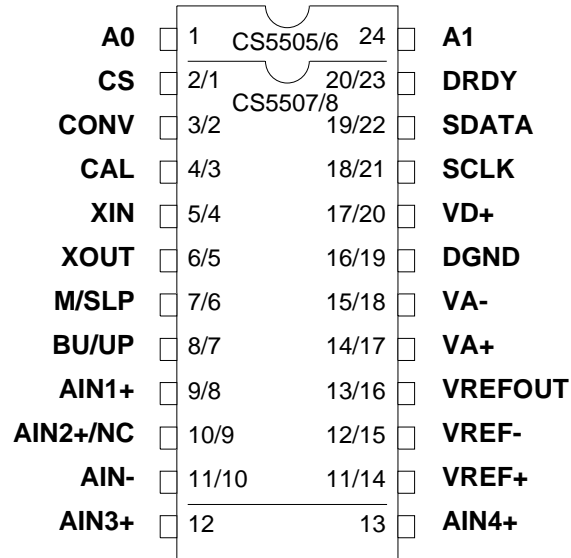 A0 1 CS5505/6 24 A1
CS 2/1 20/23 DRDY
CS5507/8
CONV 3/2 19/22 SDATA
CAL 4/3 18/21 SCLK
XIN 5/4 17/20 VD+
XOUT 6/5 16/19 DGND
M/SLP 7/6 15/18 VA-
BU/UP 8/7 14/17 VA+
AIN1+ 9/8 13/16 VREFOUT
AIN2+/NC 10/9 12/15 VREF-
AIN- 11/10 11/14 VREF+
AIN3+ 12 13 AIN4+